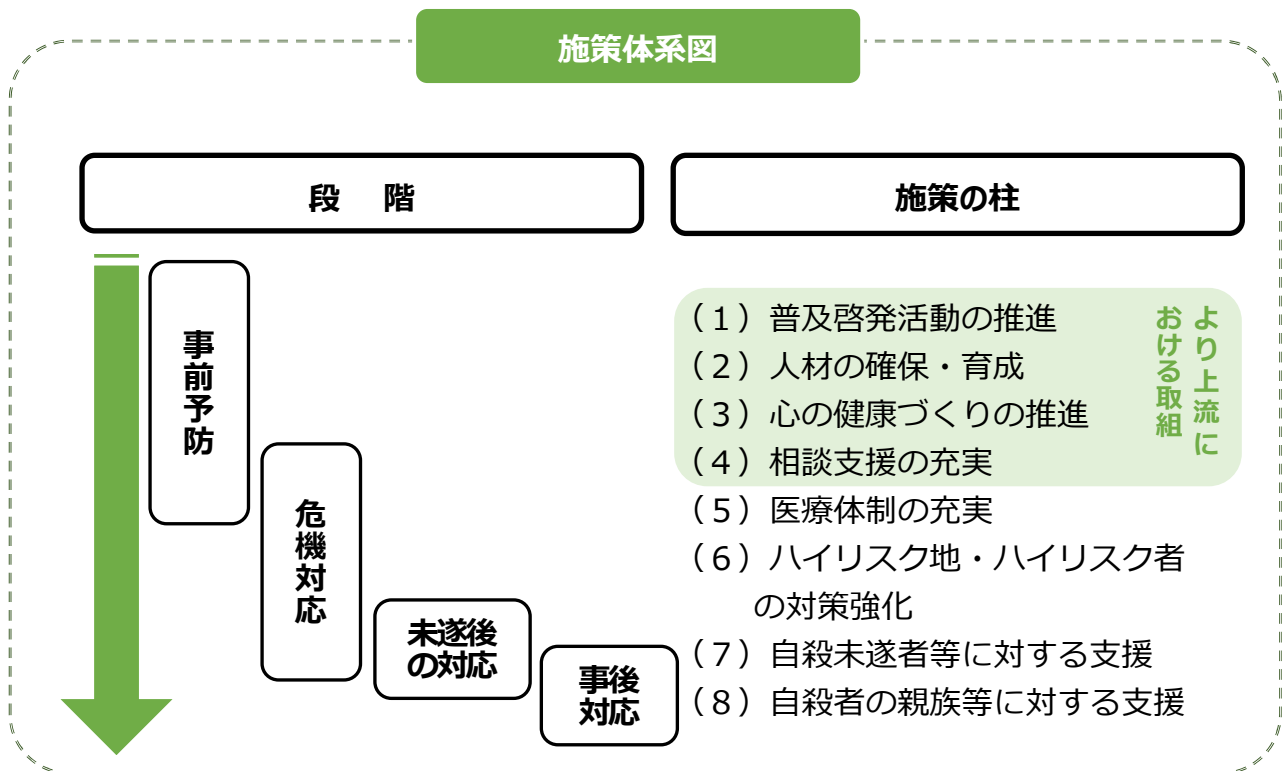 施策体系図
段　階
施策の柱
事前予防
危機対応
未遂後
の対応
事後
対応
（１）普及啓発活動の推進
（２）人材の確保・育成
（３）心の健康づくりの推進
（４）相談支援の充実
（５）医療体制の充実
（６）ハイリスク地・ハイリスク者
の対策強化
（７）自殺未遂者等に対する支援
（８）自殺者の親族等に対する支援
より上流に
おける取組